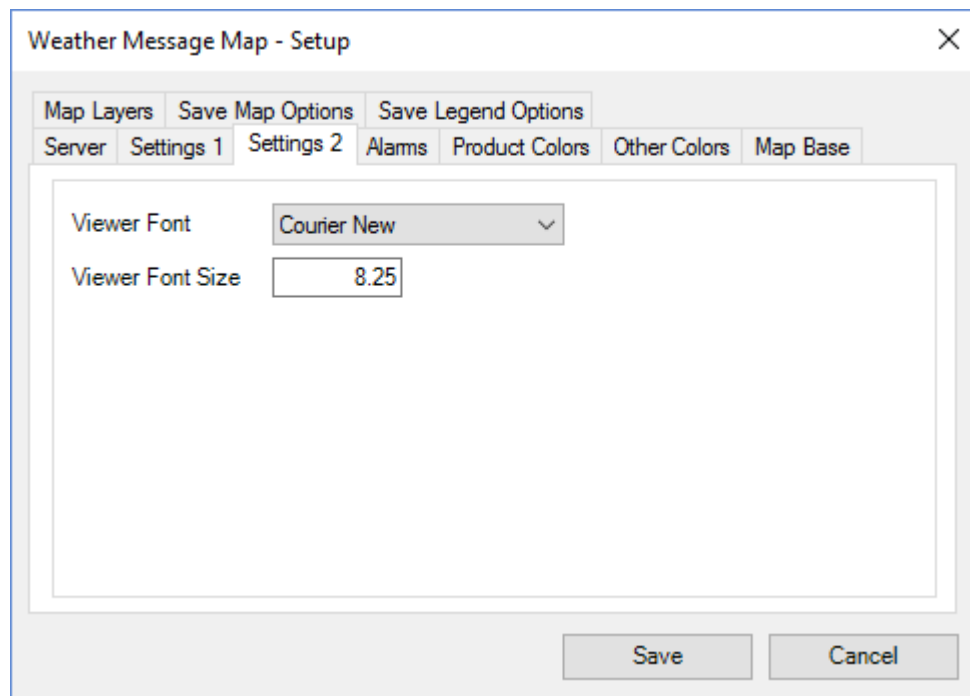 Weather Message Map - Setup
Map Layers Save Map Options Save Legend Options
Server Settings 1 Settings 2 Alarms Product Colors Other Colors Map Base
Viewer Font Courier New
Viewer Font Size 8.25
Save Cancel